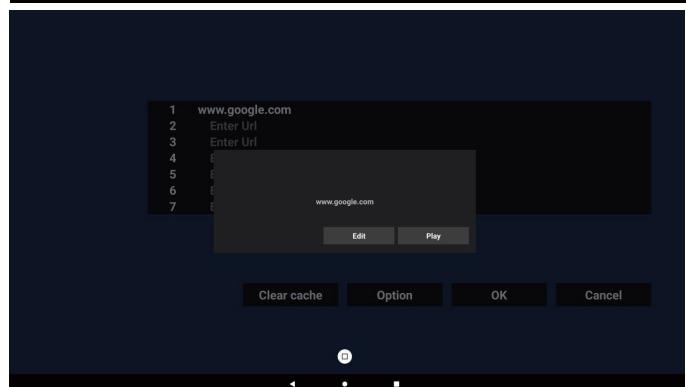 1 www.google.com
2 Enter Url
3 Enter Url
4 E
5 E
6 E
7 E
www.google.com
Edit Play
Clear cache Option OK Cancel